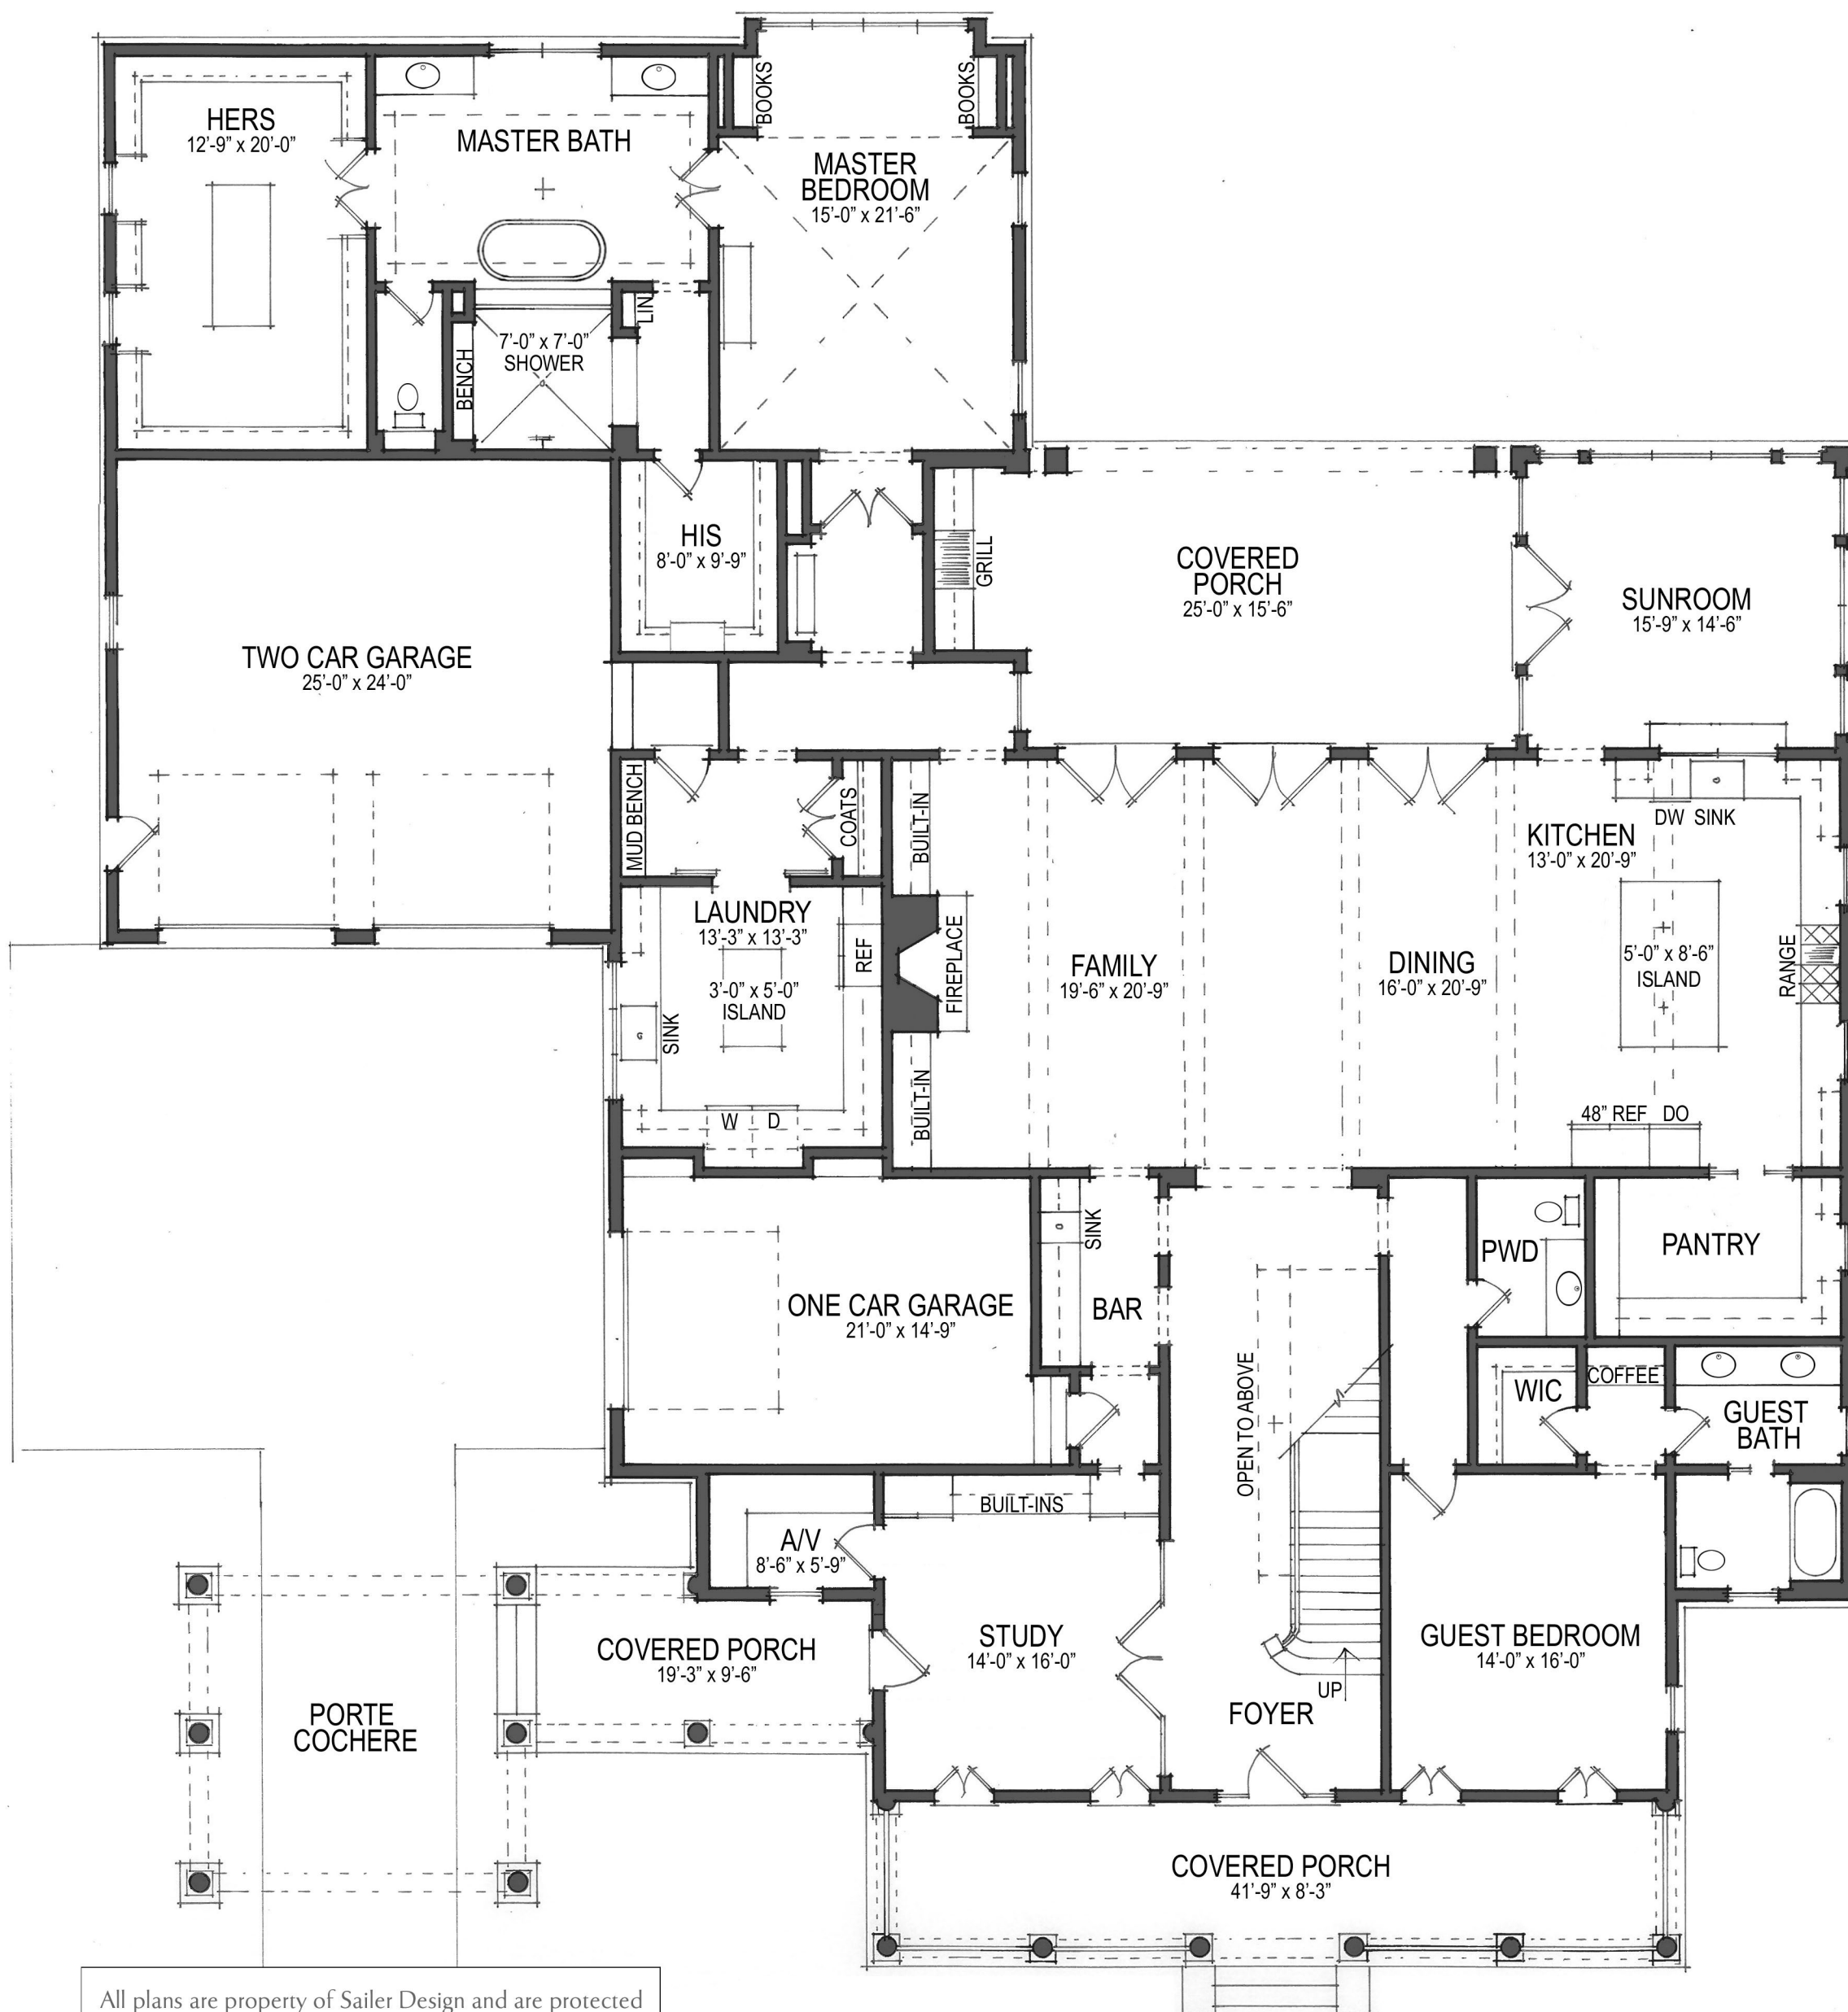 BOOKS
BOOKS
HERS
12'-9" x 20'-0"
MASTER BATH
MASTER
BEDROOM
15'-0" x 21'-6"
LIN
7'-0" x 7'-0"
SHOWER
BENCH
HIS
8'-0" x 9'-9"
GRILL
COVERED
PORCH
25'-0" x 15'-6"
SUNROOM
15'-9" x 14'-6"
TWO CAR GARAGE
25'-0" x 24'-0"
MUD BENCH
COATS
BUILT-IN
DW SINK
KITCHEN
13'-0" x 20'-9"
LAUNDRY
13'-3" x 13'-3"
REF
FIREPLACE
3'-0" x 5'-0"
ISLAND
SINK
FAMILY
19'-6" x 20'-9"
DINING
16'-0" x 20'-9"
5'-0" x 8'-6"
ISLAND
RANGE
W D
BUILT-IN
48" REF DO
SINK
PWD
PANTRY
ONE CAR GARAGE
21'-0" x 14'-9"
BAR
OPEN TO ABOVE
WIC
COFFEE
GUEST
BATH
BUILT-INS
A/V
8'-6" x 5'-9"
COVERED PORCH
19'-3" x 9'-6"
STUDY
14'-0" x 16'-0"
GUEST BEDROOM
14'-0" x 16'-0"
UP
FOYER
PORTE
COCHERE
COVERED PORCH
41'-9" x 8'-3"
All plans are property of Sailer Design and are protected